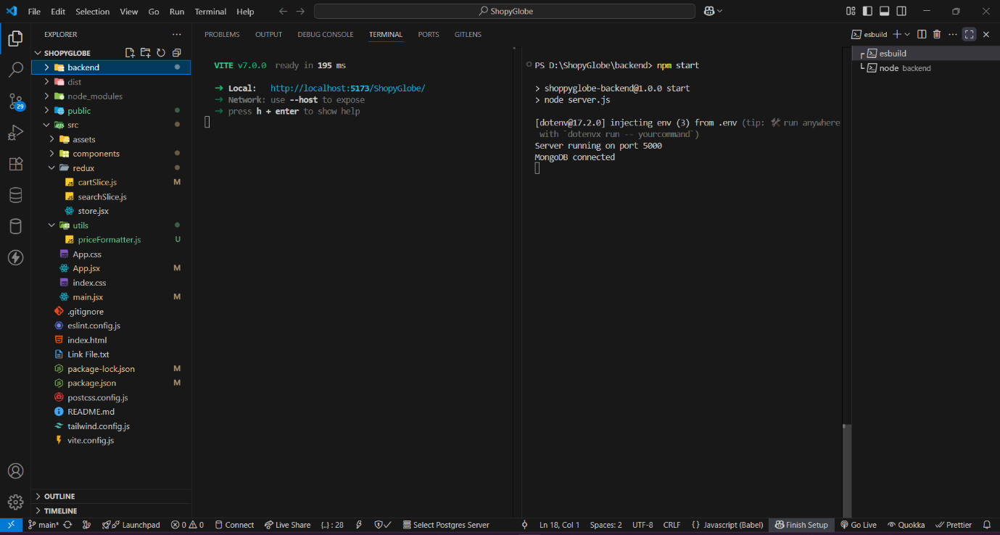 File Edit Selection View Go Run Terminal Help
ShopyGlobe
EXPLORER
SHOPYGLOBE
backend
dist
node_modules
public
src
assets
components
redux
cartSlice.js M
searchSlice.js
store.jsx
utils
priceFormatter.js U
App.css
App.jsx M
index.css
main.jsx M
.gitignore
eslint.config.js
index.html
Link File.txt
package-lock.json M
package.json M
postcss.config.js
README.md
tailwind.config.js
vite.config.js
OUTLINE
TIMELINE
29
PROBLEMS OUTPUT DEBUG CONSOLE TERMINAL PORTS GITLENS
esbuild
VITE v7.0.0 ready in 195 ms
➜ Local: http://localhost:5173/ShopyGlobe/
➜ Network: use --host to expose
➜ press h + enter to show help
PS D:\ShopyGlobe\backend> npm start
> shoppyglobe-backend@1.0.0 start
> node server.js
[dotenv@17.2.0] injecting env (3) from .env (tip: 🛠️ run anywhere
with `dotenvx run -- yourcommand`)
Server running on port 5000
MongoDB connected
esbuild
node backend
main* Launchpad 0 0 Connect Live Share {..} : 28 Select Postgres Server Ln 18, Col 1 Spaces: 2 UTF-8 CRLF {} Javascript (Babel) Finish Setup Go Live Quokka Prettier